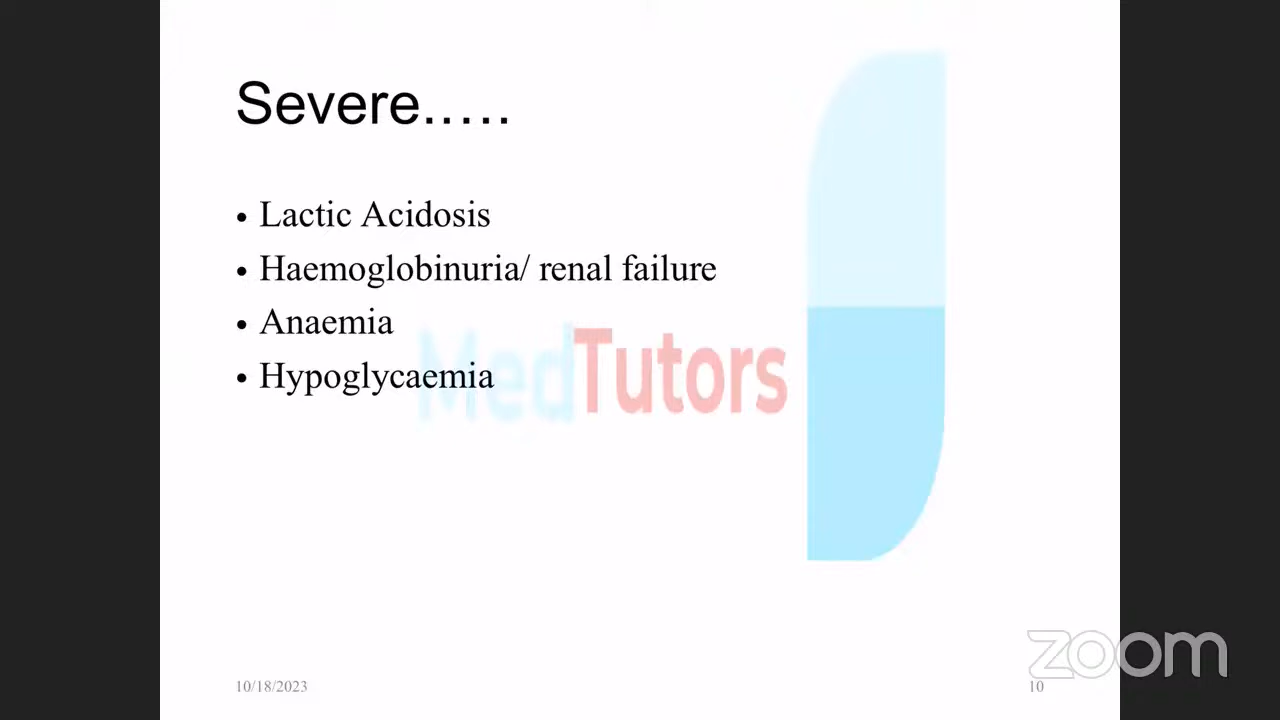 Severe......
• Lactic Acidosis
• Haemoglobinuria/ renal failure
• Anaemia
• Hypoglycaemia
MedTutors
zoom
10/18/2023
10